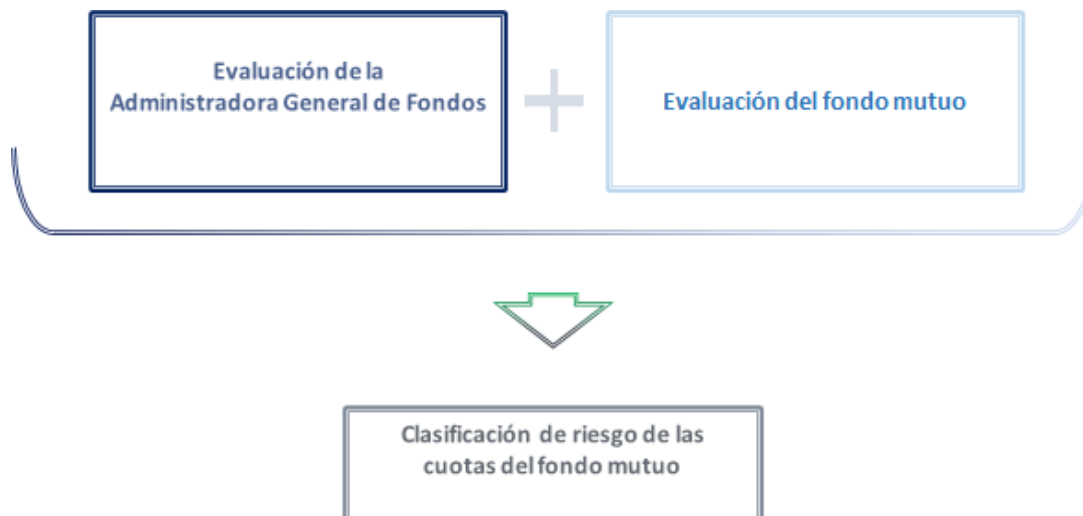 Evaluación de la
Administradora General de Fondos
Evaluación del fondo mutuo
Clasificación de riesgo de las
cuotas del fondo mutuo